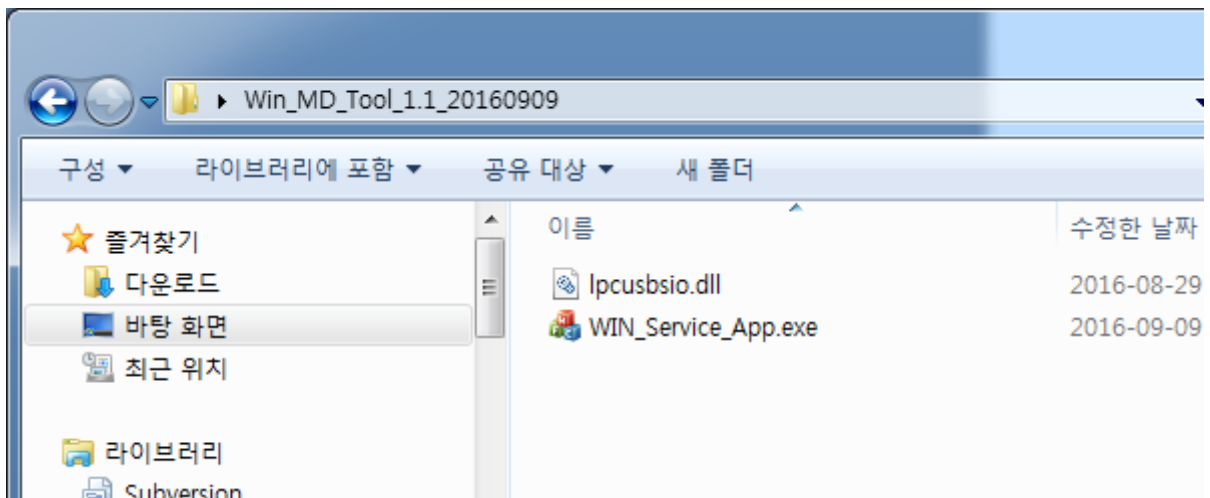 Win_MD_Tool_1.1_20160909
구성 라이브러리에 포함 공유 대상 새 폴더
이름 수정한 날짜
즐겨찾기
다운로드
바탕 화면
최근 위치
라이브러리
Subversion
lpcusbsio.dll 2016-08-29
WIN_Service_App.exe 2016-09-09